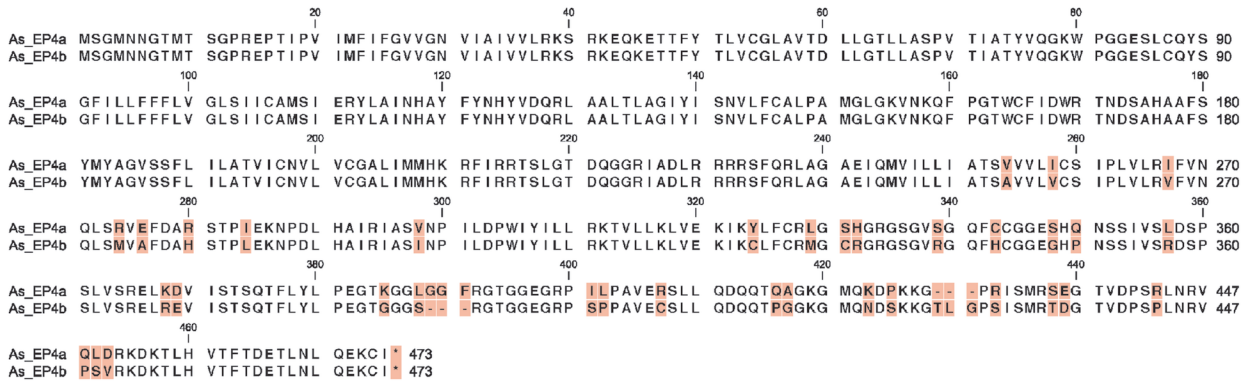 20 40 60 80
As_EP4a MSGMNNGTMT SGPREPTIPV IMFIFGVVGN VIAIVVLRKS RKEQKETTFY TLVCGLAVTD LLGTLLASPV TIATYVQGKW PGGESLCQYS 90
As_EP4b MSGMNNGTMT SGPREPTIPV IMFIFGVVGN VIAIVVLRKS RKEQKETTFY TLVCGLAVTD LLGTLLASPV TIATYVQGKW PGGESLCQYS 90
100 120 140 160 180
As_EP4a GFILLFFFLV GLSIICAMSI ERYLAINHAY FYNHYVDQRL AALTLAGIYI SNVLFCALPA MGLGKVNKQF PGTWCFIDWR TNDSAHAAFS 180
As_EP4b GFILLFFFLV GLSIICAMSI ERYLAINHAY FYNHYVDQRL AALTLAGIYI SNVLFCALPA MGLGKVNKQF PGTWCFIDWR TNDSAHAAFS 180
200 220 240 260
As_EP4a YMYAGVSSFL ILATVICNVL VCGALIMMHK RFIRRTSLGT DQGGRIADLR RRRSFQRLAG AEIQMVILLI ATSVVVLICS IPLVLRIFVN 270
As_EP4b YMYAGVSSFL ILATVICNVL VCGALIMMHK RFIRRTSLGT DQGGRIADLR RRRSFQRLAG AEIQMVILLI ATSAVVLVCS IPLVLRVFVN 270
280 300 320 340 360
As_EP4a QLSRVEFDAR STPIEKNPDL HAIRIASVNP ILDPWIYILL RKTVLLKLVE KIKYLFCRLG SHGRGSGVSG QFCCGGESHQ NSSIVSLDSP 360
As_EP4b QLSMVAFDAH STPLEKNPDL HAIRIASINP ILDPWIYILL RKTVLLKLVE KIKCLFCRMG CRGRGSGVRG QFHCGGEGHP NSSIVSRDSP 360
380 400 420 440
As_EP4a SLVSRELKDV ISTSQTFLYL PEGTKGGLGG FRGTGGEGRP ILPAVERSLL QDQQTQAGKG MQKDPKKG-- -PRISMRSEG TVDPSRLNRV 447
As_EP4b SLVSRELREV ISTSQTFLYL PEGTGGGS-- -RGTGGEGRP SPPAVECSLL QDQQTPGGKG MQNDSKKGTL GPSISMRTDG TVDPSPLNRV 447
460
As_EP4a QLDRKDKTLH VTFTDETLNL QEKCI* 473
As_EP4b PSVRKDKTLH VTFTDETLNL QEKCI* 473